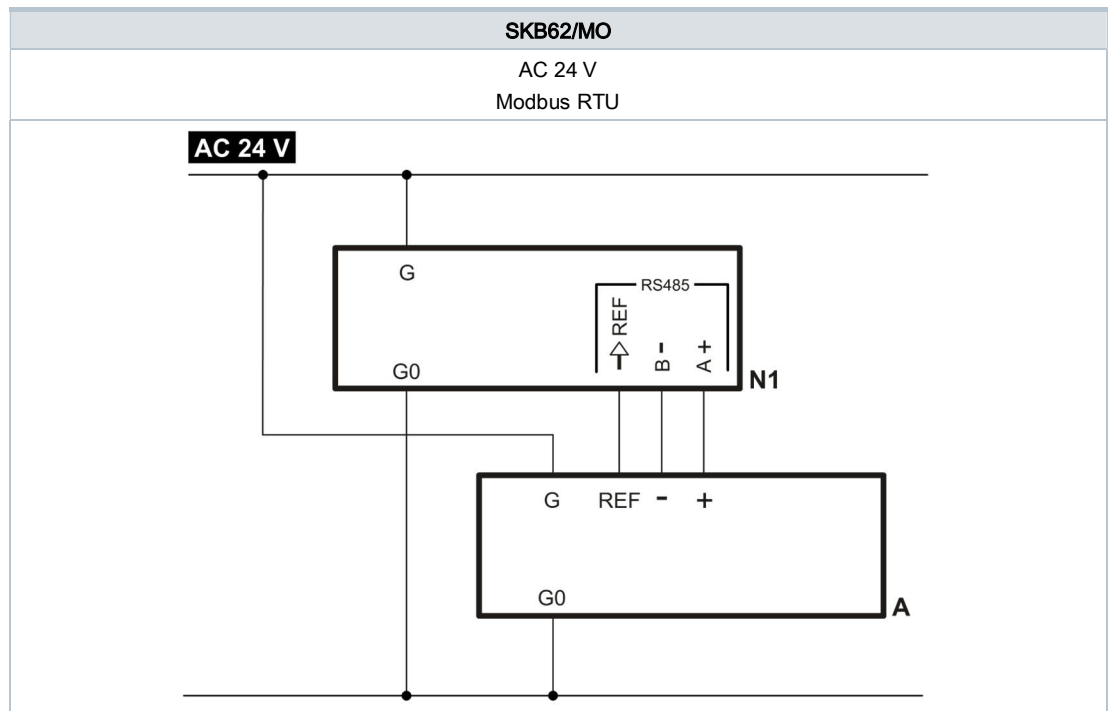 SKB62/MO
AC 24 V
Modbus RTU
AC 24 V
G
RS485
REF
B -
A +
G0
N1
G REF - +
G0
A